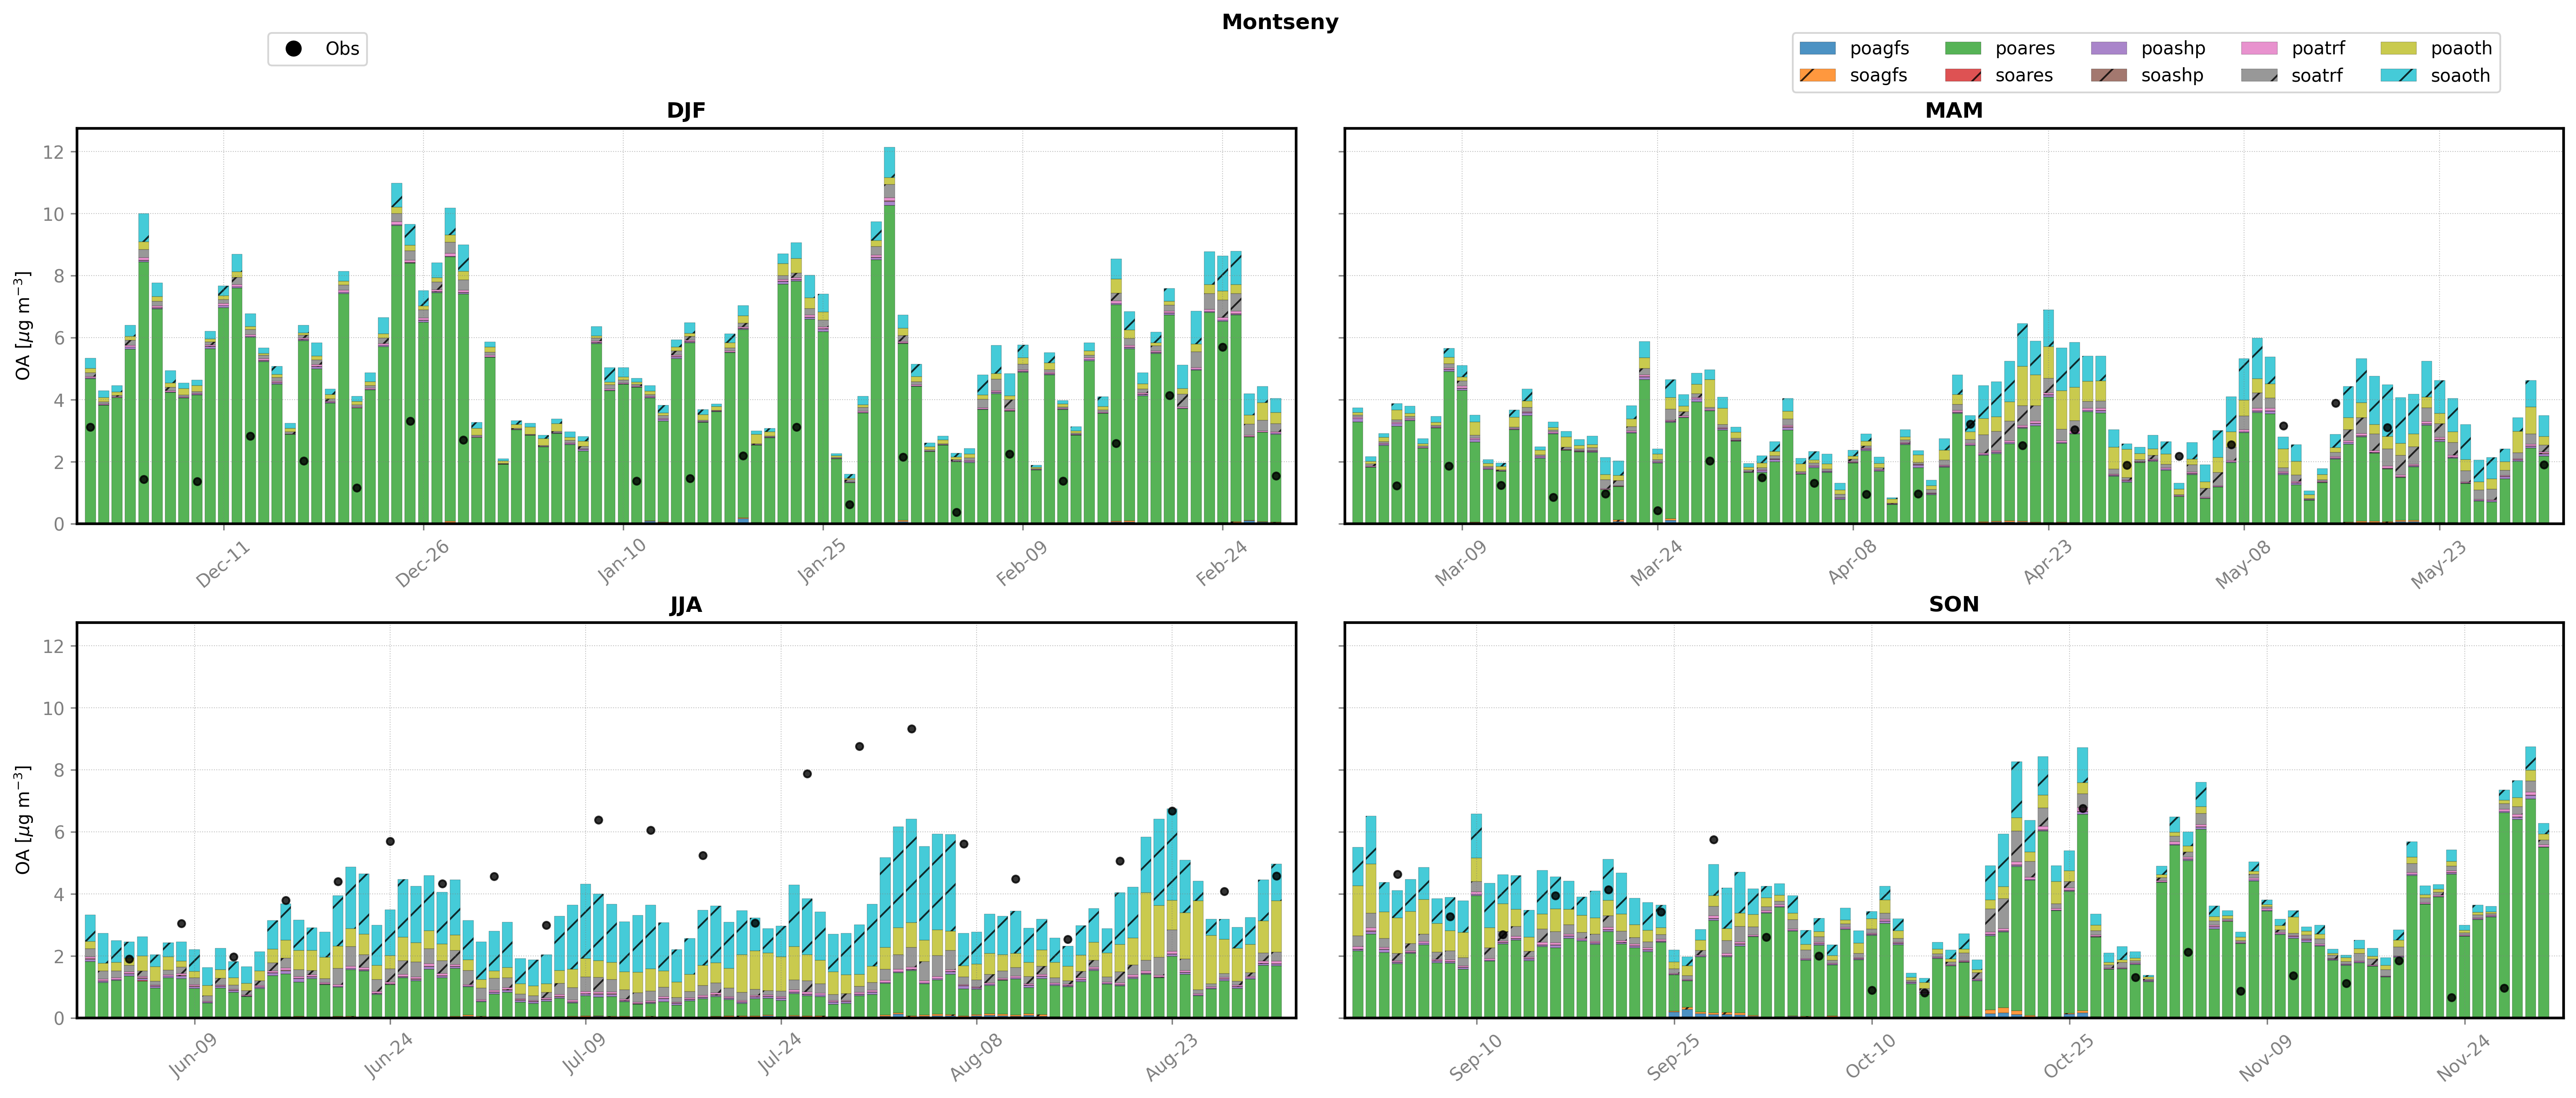 Montseny
Obs
poagfs poares poashp poatrf poaoth
soagfs soares soashp soatrf soaoth
DJF
MAM
OA [μg m⁻³]
12
10
8
6
4
2
0
Dec-11 Dec-26 Jan-10 Jan-25 Feb-09 Feb-24
Mar-09 Mar-24 Apr-08 Apr-23 May-08 May-23
JJA
SON
OA [μg m⁻³]
12
10
8
6
4
2
0
Jun-09 Jun-24 Jul-09 Jul-24 Aug-08 Aug-23
Sep-10 Sep-25 Oct-10 Oct-25 Nov-09 Nov-24